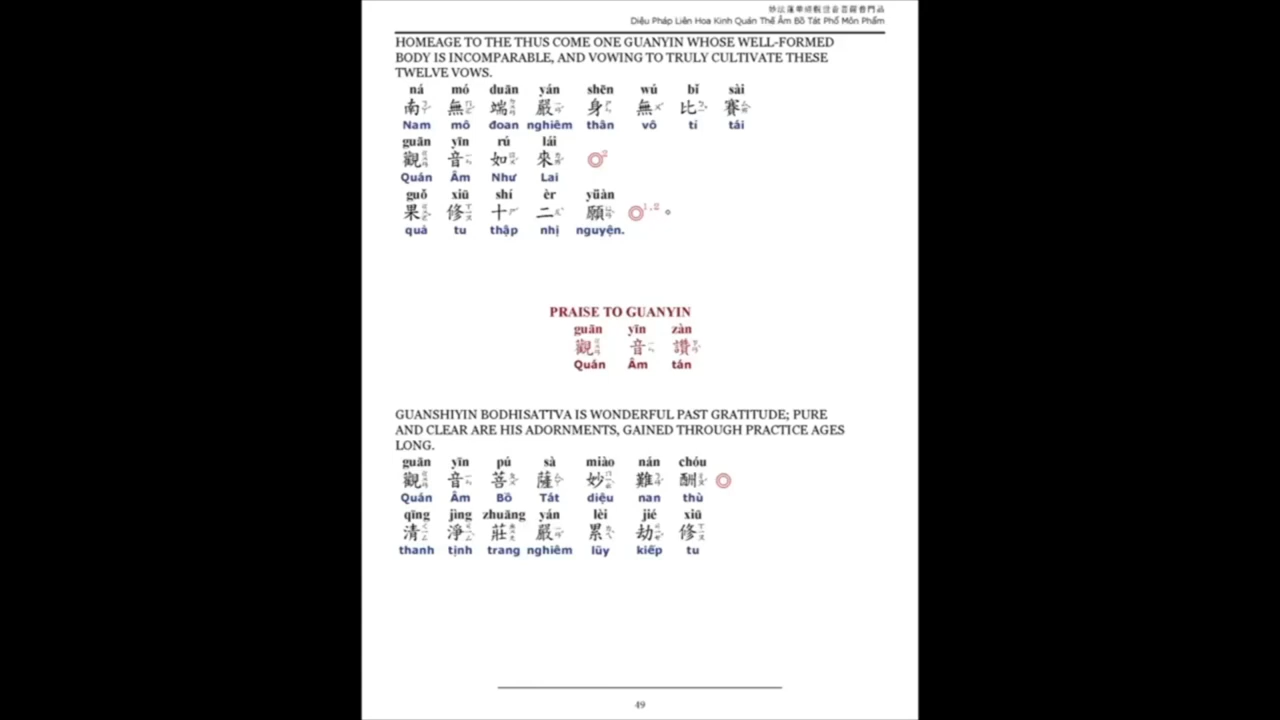 妙法蓮華經觀世音菩薩普門品
Diệu Pháp Liên Hoa Kinh Quán Thế Âm Bồ Tát Phổ Môn Phẩm
HOMEAGE TO THE THUS COME ONE GUANYIN WHOSE WELL-FORMED
BODY IS INCOMPARABLE, AND VOWING TO TRULY CULTIVATE THESE
TWELVE VOWS.
ná mó duān yán shēn wú bǐ sài
南 無 端 嚴 身 無 比 賽
Nam mô đoan nghiêm thân vô tỉ tái
guān yīn rú lái
觀 音 如 來 2
Quán Âm Như Lai
guǒ xiū shí èr yüàn
果 修 十 二 願 1,2 。
quả tu thập nhị nguyện.
PRAISE TO GUANYIN
guān yīn zàn
觀 音 讚
Quán Âm tán
GUANSHIYIN BODHISATTVA IS WONDERFUL PAST GRATITUDE; PURE
AND CLEAR ARE HIS ADORNMENTS, GAINED THROUGH PRACTICE AGES
LONG.
guān yīn pú sà miào nán chóu
觀 音 菩 薩 妙 難 酬
Quán Âm Bồ Tát diệu nan thù
qīng jìng zhuāng yán lèi jié xiū
清 淨 莊 嚴 累 劫 修
thanh tịnh trang nghiêm lũy kiếp tu
49